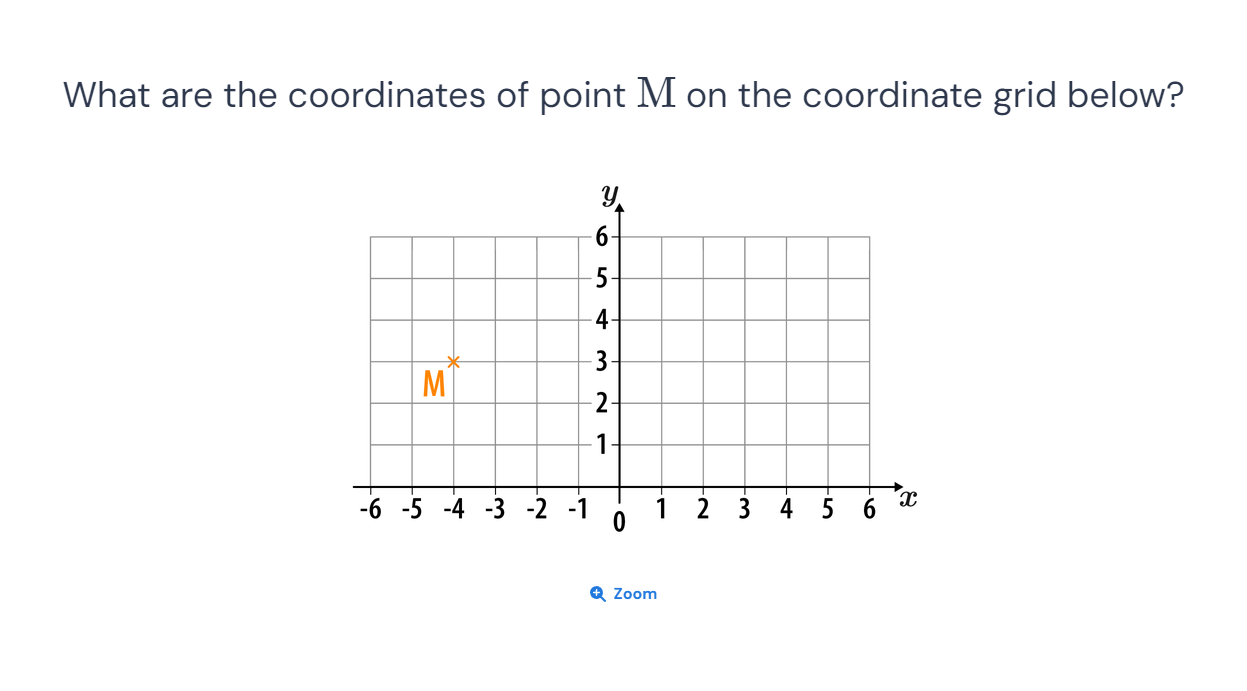 What are the coordinates of point M on the coordinate grid below?
y
6
5
4
3
M
2
1
-6 -5 -4 -3 -2 -1 0 1 2 3 4 5 6 x
Zoom